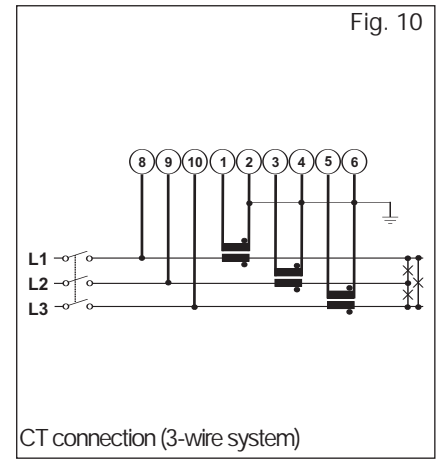 Fig. 10
8 9 10 1 2 3 4 5 6
L1
L2
L3
CT connection (3-wire system)